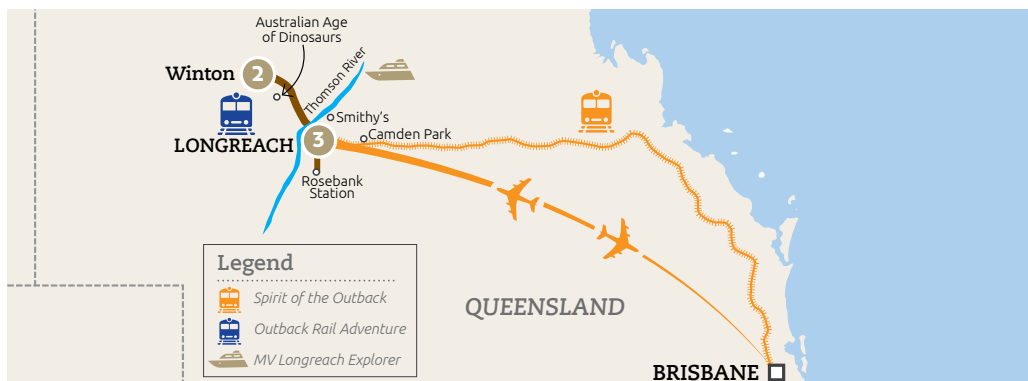 Australian Age
of Dinosaurs
Winton
2
Thomson River
Smithy's
LONGREACH
3
Camden Park
Rosebank
Station
Legend
Spirit of the Outback
Outback Rail Adventure
MV Longreach Explorer
QUEENSLAND
BRISBANE